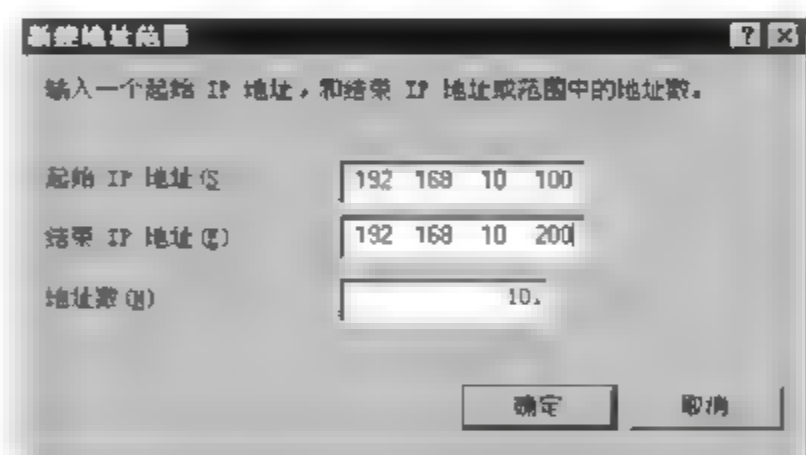 新建地址范围
输入一个起始 IP 地址，和结束 IP 地址或范围中的地址数。
起始 IP 地址(S
192 168 10 100
结束 IP 地址(E)
192 168 10 200
地址数(N)
10.
确定
取消